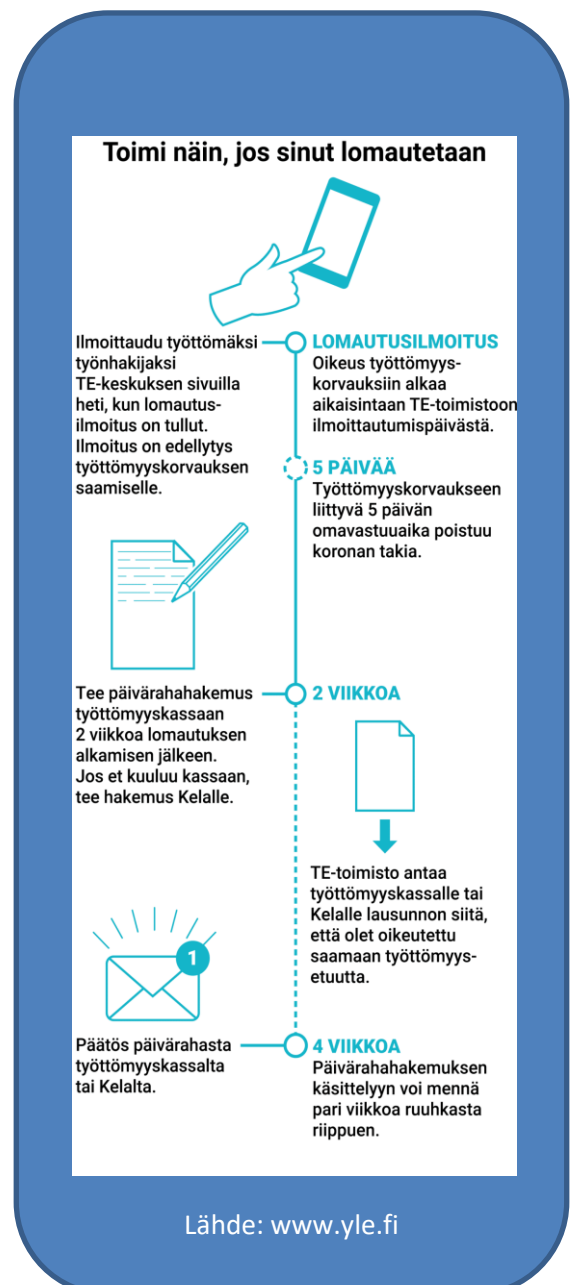 Toimi näin, jos sinut lomautetaan
Ilmoittaudu työttömäksi
työnhakijaksi
TE-keskuksen sivuilla
heti, kun lomautus-
ilmoitus on tullut.
Ilmoitus on edellytys
työttömyyskorvauksen
saamiselle.
LOMAUTUSILMOITUS
Oikeus työttömyys-
korvauksiin alkaa
aikaisintaan TE-toimistoon
ilmoittautumispäivästä.
5 PÄIVÄÄ
Työttömyyskorvaukseen
liittyvä 5 päivän
omavastuuaika poistuu
koronan takia.
Tee päivärahahakemus
työttömyyskassaan
2 viikkoa lomautuksen
alkamisen jälkeen.
Jos et kuulu kassaan,
tee hakemus Kelalle.
2 VIIKKOA
TE-toimisto antaa
työttömyyskassalle tai
Kelalle lausunnon siitä,
että olet oikeutettu
saamaan työttömyys-
etuutta.
1
Päätös päivärahasta
työttömyyskassalta
tai Kelalta.
4 VIIKKOA
Päivärahahakemuksen
käsittelyyn voi mennä
pari viikkoa ruuhkasta
riippuen.
Lähde: www.yle.fi